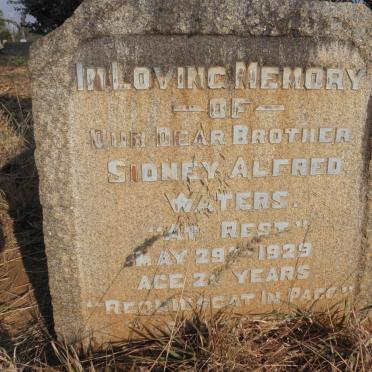 IN LOVING MEMORY
— OF —
OUR DEAR BROTHER
SIDNEY ALFRED
WATERS.
"AT REST"
MAY 29TH 1929
AGE YEARS
"REQUIESCAT IN PACE"